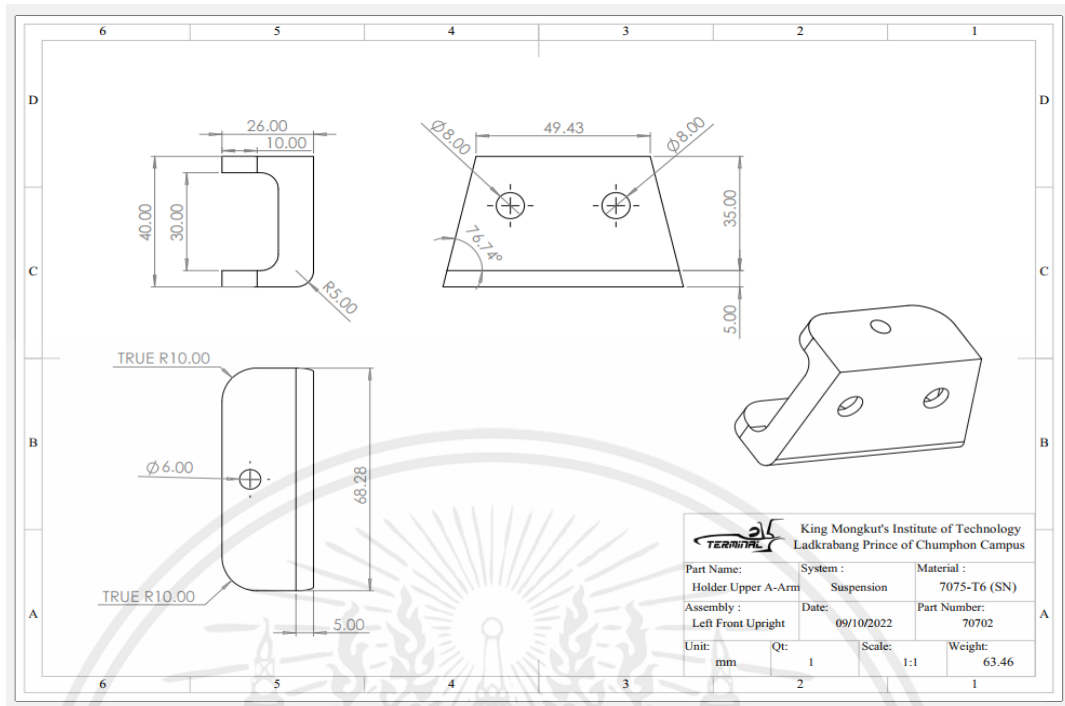 6 5 4 3 2 1
D D
26.00
10.00
40.00
30.00
R5.00
Ø8.00
49.43
Ø8.00
35.00
76.74°
5.00
C C
TRUE R10.00
Ø6.00
68.28
TRUE R10.00
5.00
B B
TERMINAL
King Mongkut's Institute of Technology
Ladkrabang Prince of Chumphon Campus
Part Name: System : Material :
Holder Upper A-Arm Suspension 7075-T6 (SN)
Assembly : Date: Part Number:
Left Front Upright 09/10/2022 70702
Unit: Qt: Scale: Weight:
mm 1 1:1 63.46
A A
6 5 4 3 2 1